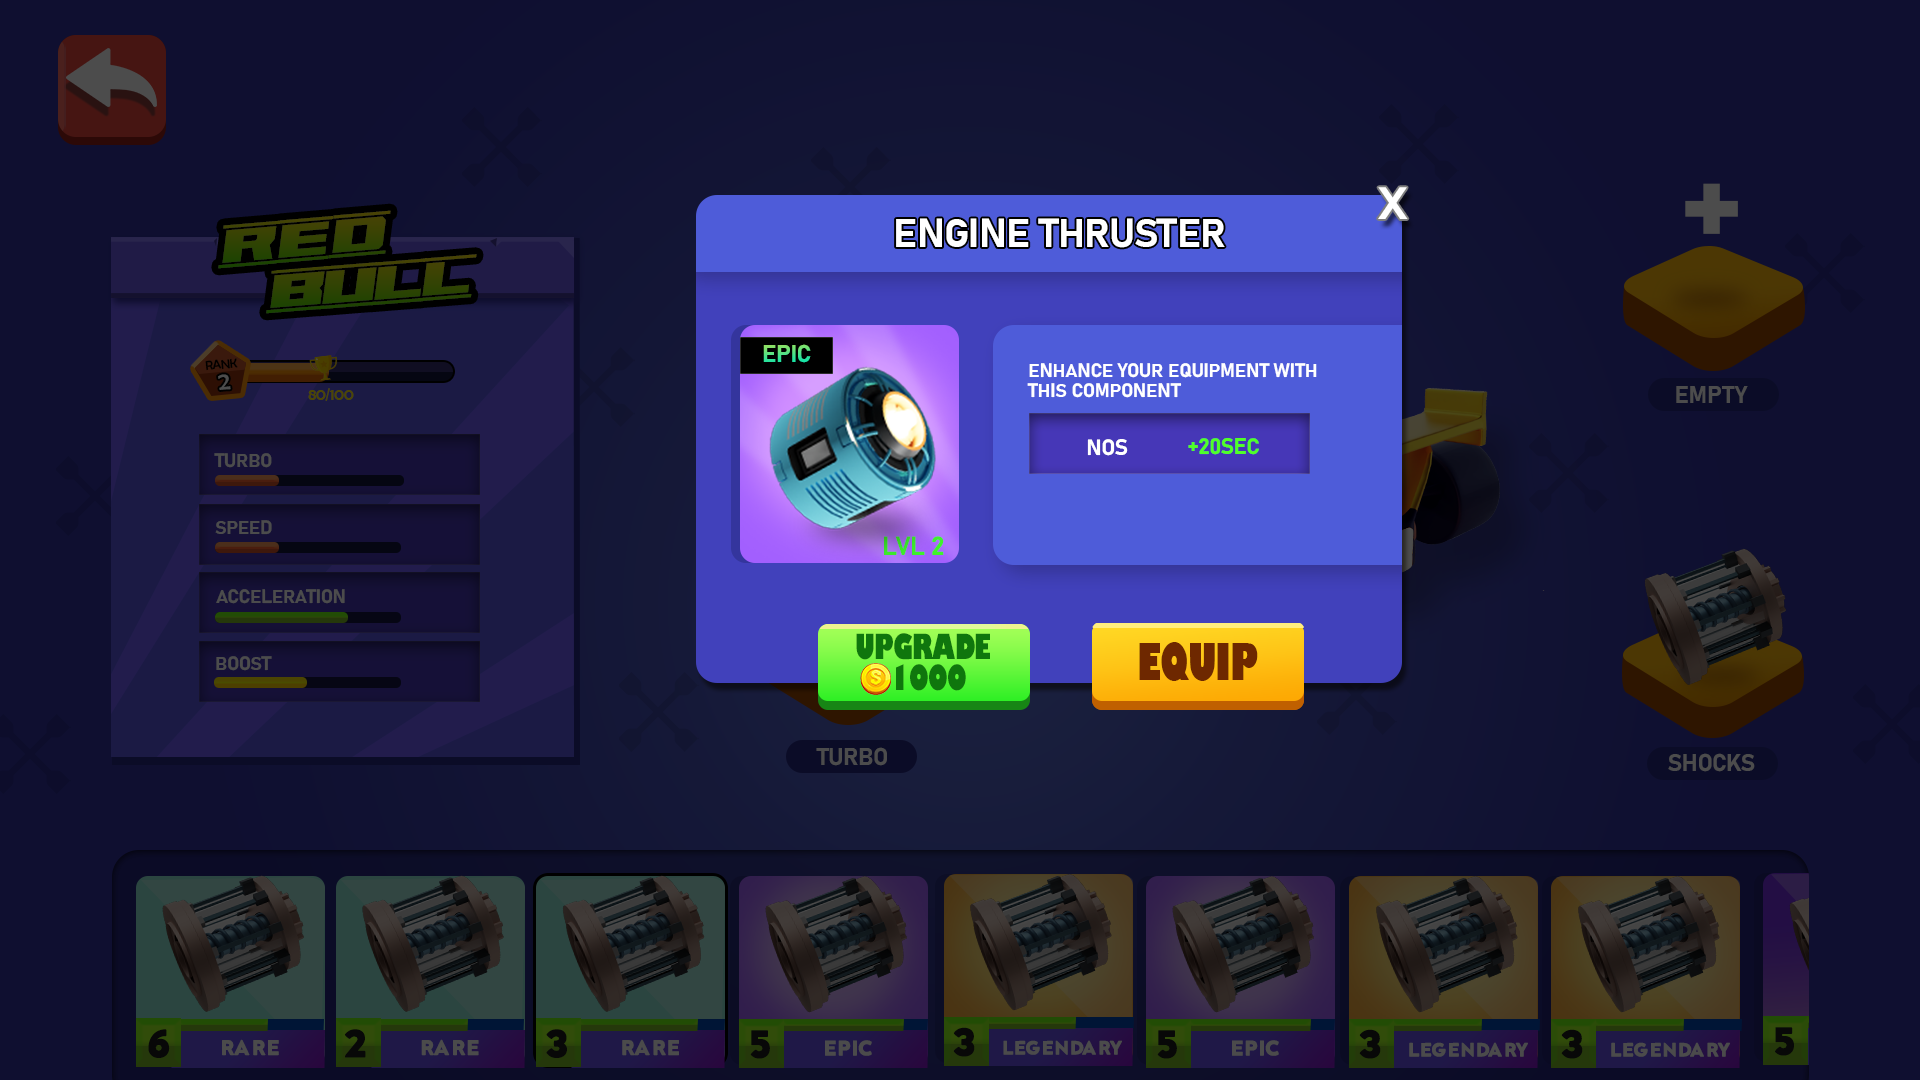 ENGINE THRUSTER
X
RED
BULL
RANK
2
80/100
TURBO
SPEED
ACCELERATION
BOOST
EPIC
LVL 2
ENHANCE YOUR EQUIPMENT WITH
THIS COMPONENT
NOS +20SEC
UPGRADE
S 1000
EQUIP
EMPTY
TURBO
SHOCKS
6 RARE
2 RARE
3 RARE
5 EPIC
3 LEGENDARY
5 EPIC
3 LEGENDARY
3 LEGENDARY
5